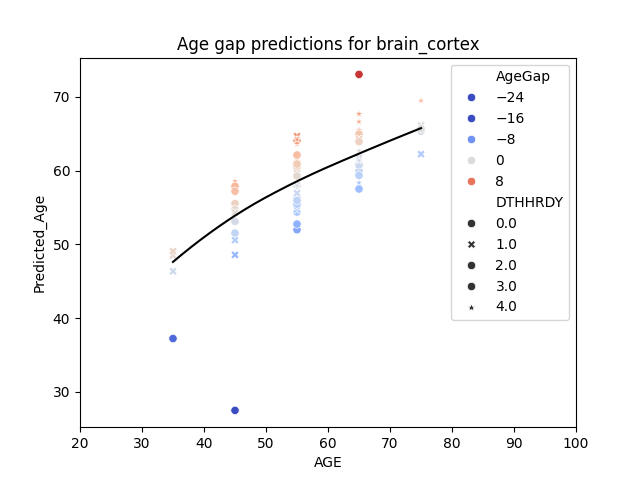 Age gap predictions for brain_cortex
Predicted_Age
70
60
50
40
30
20 30 40 50 60 70 80 90 100
AGE
AgeGap
−24
−16
−8
0
8
DTHHRDY
0.0
1.0
2.0
3.0
4.0